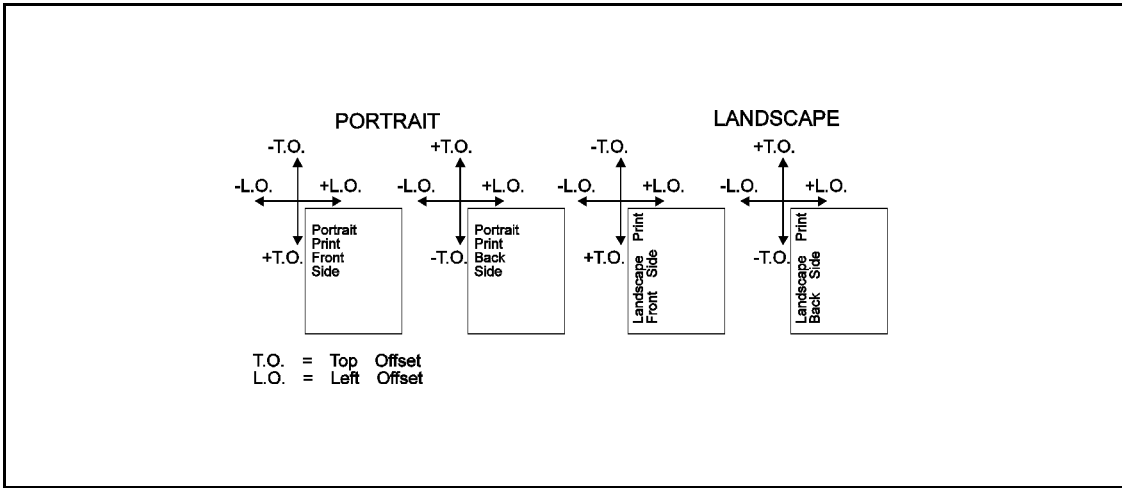 PORTRAIT
-T.O.
-L.O. +L.O.
+T.O.
Portrait
Print
Front
Side
+T.O.
-L.O. +L.O.
-T.O.
Portrait
Print
Back
Side
LANDSCAPE
-T.O.
-L.O. +L.O.
+T.O.
Landscape Print
Front Side
+T.O.
-L.O. +L.O.
-T.O.
Landscape Print
Back Side
T.O. = Top Offset
L.O. = Left Offset